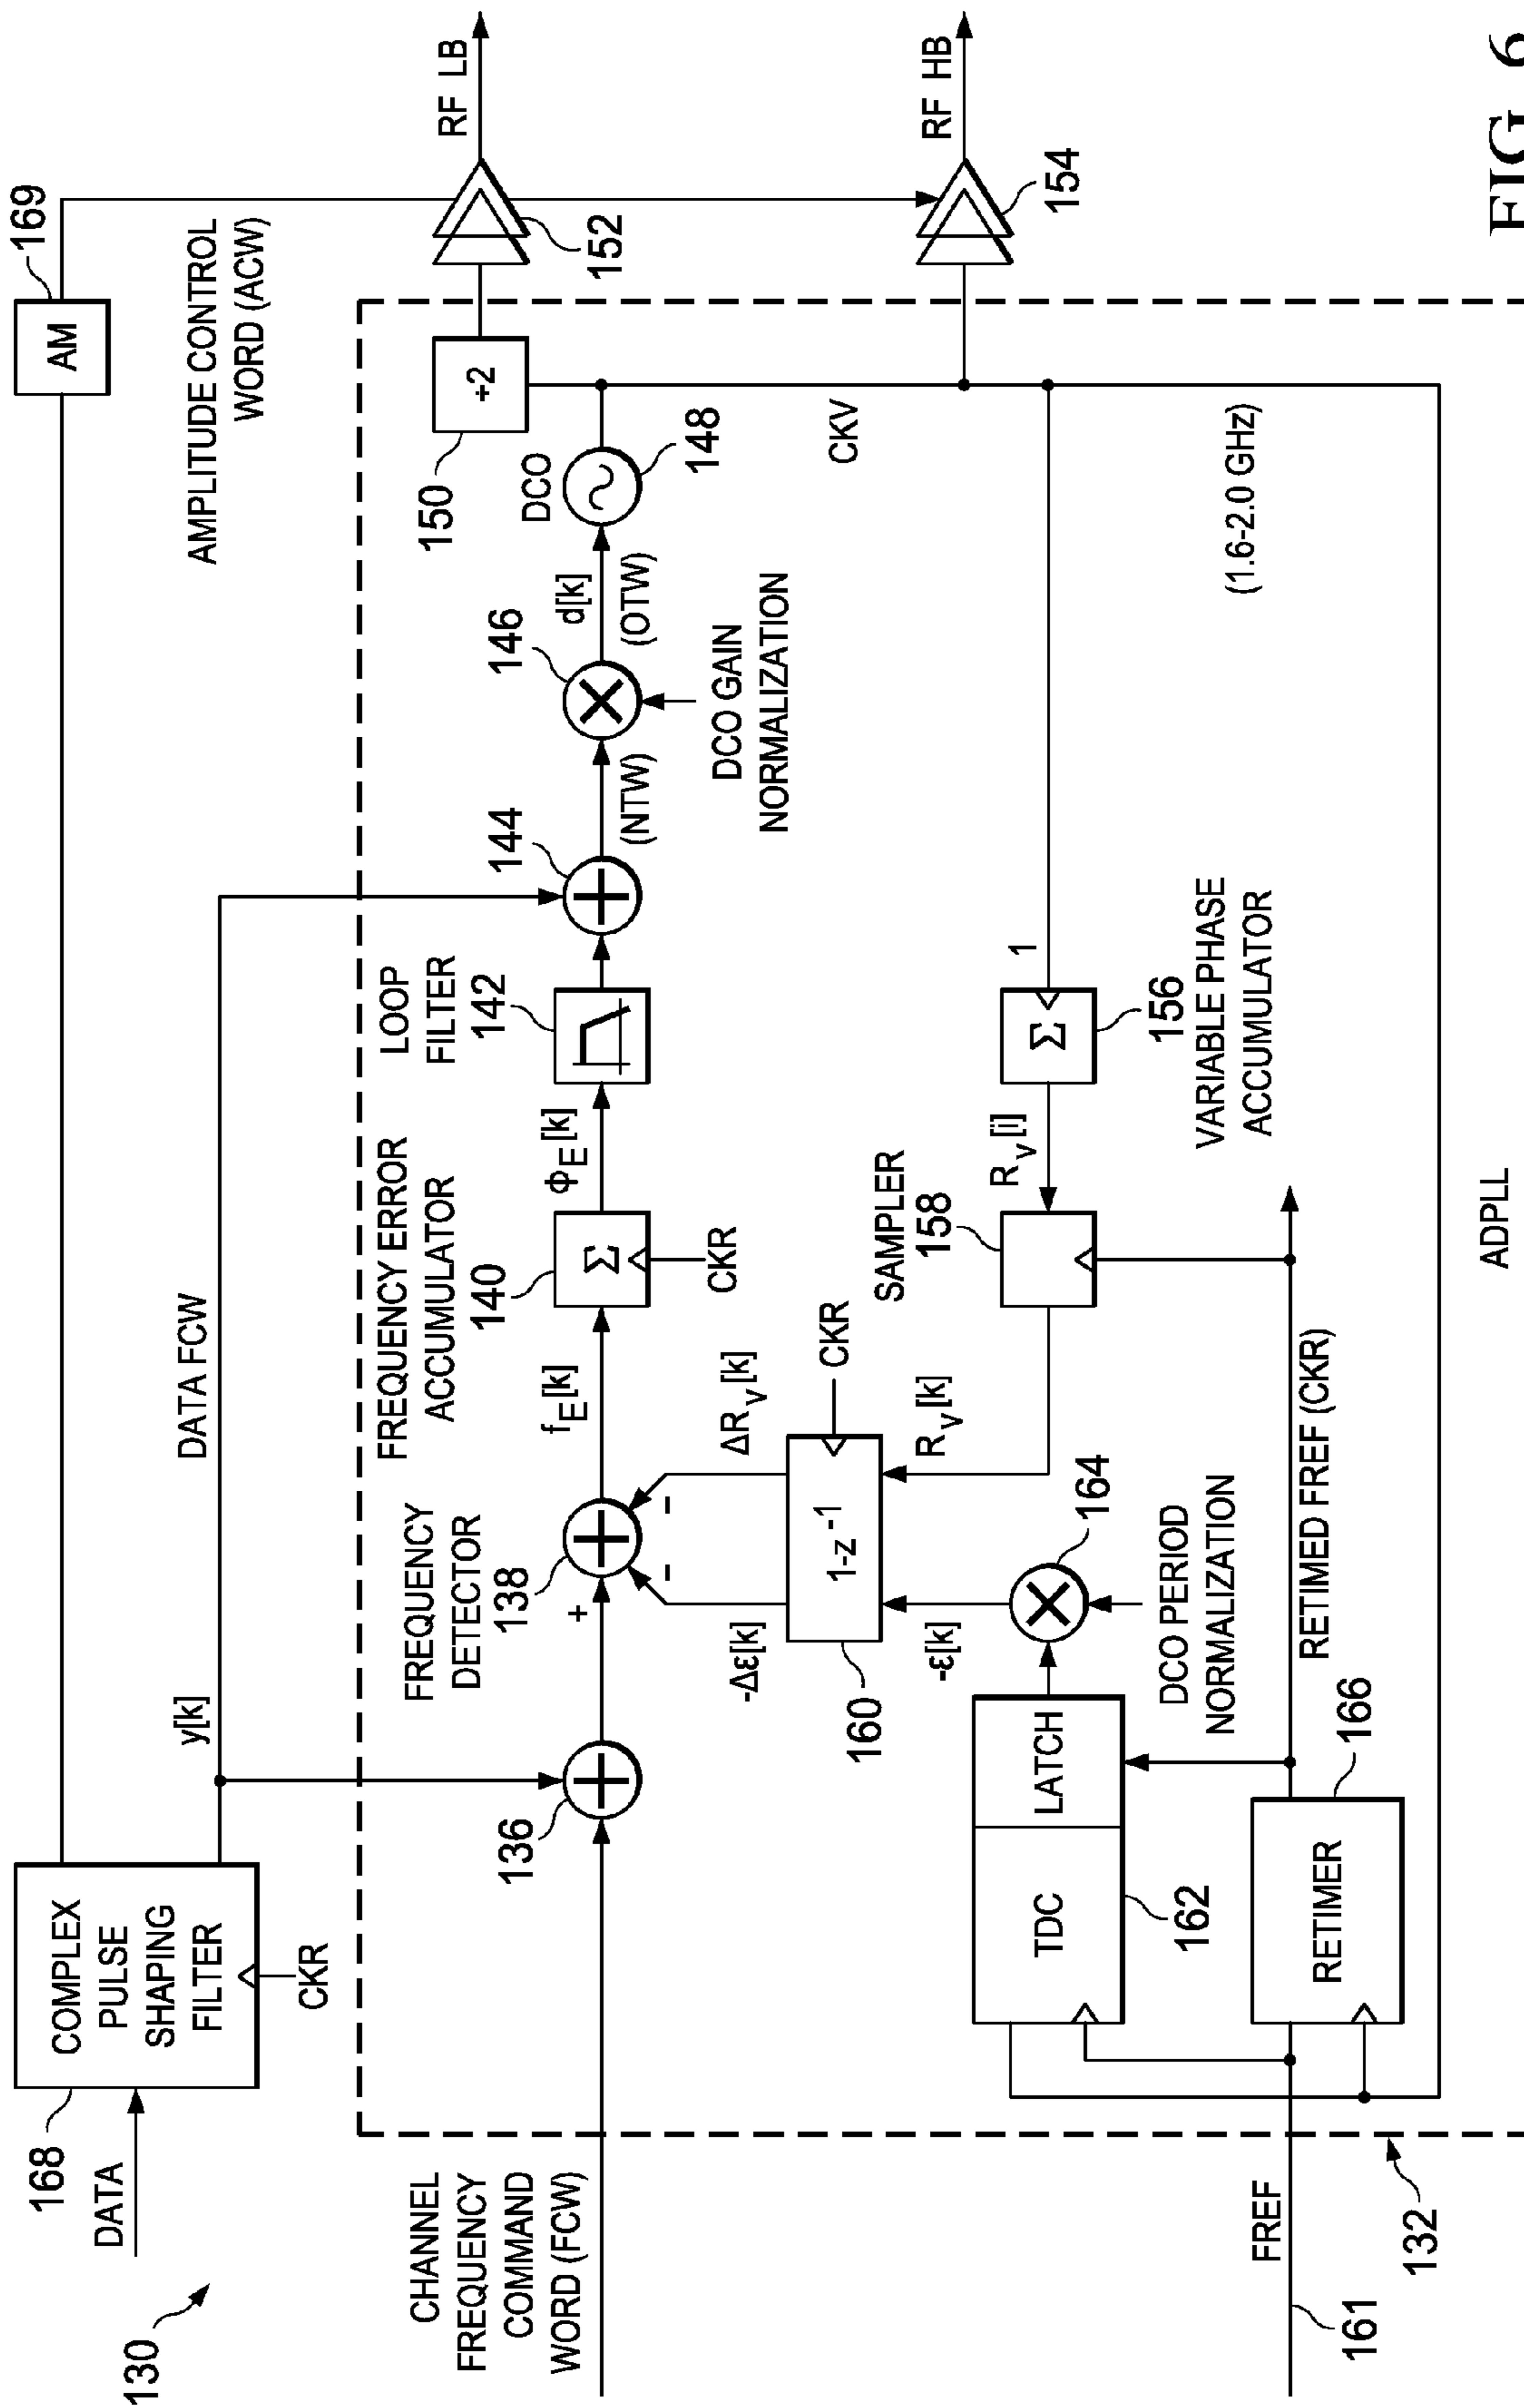 130
168
DATA
COMPLEX
PULSE
SHAPING
FILTER
CKR
AM
169
AMPLITUDE CONTROL
WORD (ACW)
y[k]
DATA FCW
RF LB
152
RF HB
154
CHANNEL
FREQUENCY
COMMAND
WORD (FCW)
136
FREQUENCY
DETECTOR
138
+
−
−
f_E[k]
FREQUENCY ERROR
ACCUMULATOR
140
Σ
CKR
Φ_E[k]
LOOP
FILTER
142
144
(NTW)
146
DCO GAIN
NORMALIZATION
d[k]
(OTW)
DCO
148
÷2
150
CKV
-Δε[k]
ΔR_v[k]
1-z^-1
CKR
160
-ε[k]
R_v[k]
164
DCO PERIOD
NORMALIZATION
SAMPLER
158
R_v[i]
Σ
1
156
VARIABLE PHASE
ACCUMULATOR
(1.6-2.0 GHz)
TDC
LATCH
162
RETIMER
166
RETIMED FREF (CKR)
FREF
161
132
ADPLL
FIG. 6